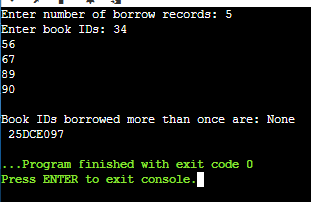 Enter number of borrow records: 5
Enter book IDs: 34
56
67
89
90
Book IDs borrowed more than once are: None
25DCE097
...Program finished with exit code 0
Press ENTER to exit console.